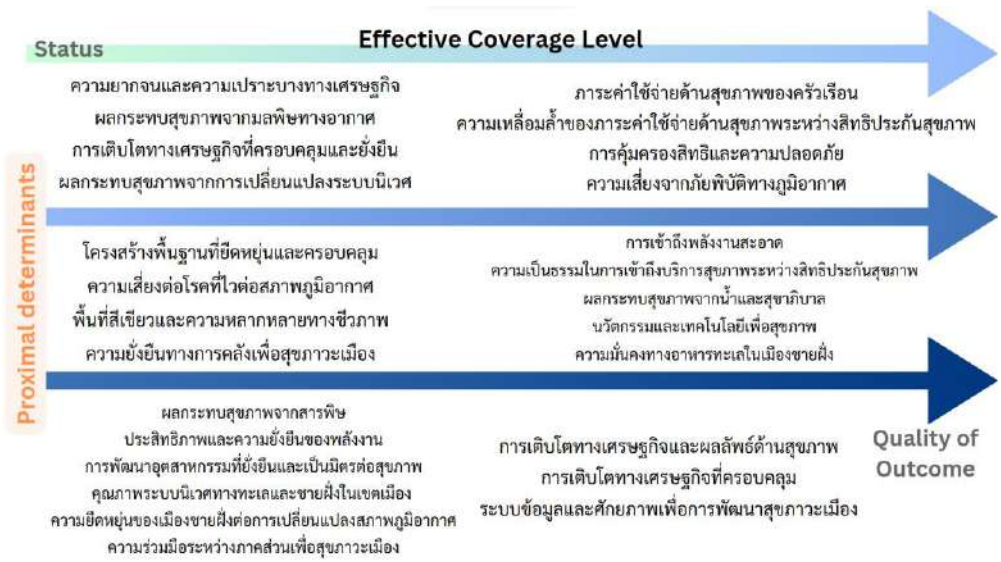 Status
Effective Coverage Level
ความยากจนและความเปราะบางทางเศรษฐกิจ
ผลกระทบสุขภาพจากมลพิษทางอากาศ
การเติบโตทางเศรษฐกิจที่ครอบคลุมและยั่งยืน
ผลกระทบสุขภาพจากการเปลี่ยนแปลงระบบนิเวศ
ภาระค่าใช้จ่ายด้านสุขภาพของครัวเรือน
ความเหลื่อมล้ำของภาระค่าใช้จ่ายด้านสุขภาพระหว่างสิทธิประกันสุขภาพ
การคุ้มครองสิทธิและความปลอดภัย
ความเสี่ยงจากภัยพิบัติทางภูมิอากาศ
Proximal determinants
โครงสร้างพื้นฐานที่ยืดหยุ่นและครอบคลุม
ความเสี่ยงต่อโรคที่ไวต่อสภาพภูมิอากาศ
พื้นที่สีเขียวและความหลากหลายทางชีวภาพ
ความยั่งยืนทางการคลังเพื่อสุขภาวะเมือง
การเข้าถึงพลังงานสะอาด
ความเป็นธรรมในการเข้าถึงบริการสุขภาพระหว่างสิทธิประกันสุขภาพ
ผลกระทบสุขภาพจากน้ำและสุขาภิบาล
นวัตกรรมและเทคโนโลยีเพื่อสุขภาพ
ความมั่นคงทางอาหารทะเลในเมืองชายฝั่ง
ผลกระทบสุขภาพจากสารพิษ
ประสิทธิภาพและความยั่งยืนของพลังงาน
การพัฒนาอุตสาหกรรมที่ยั่งยืนและเป็นมิตรต่อสุขภาพ
คุณภาพระบบนิเวศทางทะเลและชายฝั่งในเขตเมือง
ความยืดหยุ่นของเมืองชายฝั่งต่อการเปลี่ยนแปลงสภาพภูมิอากาศ
ความร่วมมือระหว่างภาคส่วนเพื่อสุขภาวะเมือง
การเติบโตทางเศรษฐกิจและผลลัพธ์ด้านสุขภาพ
การเติบโตทางเศรษฐกิจที่ครอบคลุม
ระบบข้อมูลและศักยภาพเพื่อการพัฒนาสุขภาวะเมือง
Quality of
Outcome